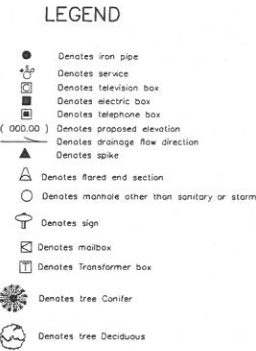 LEGEND
Denotes iron pipe
Denotes service
C Denotes television box
Denotes electric box
Denotes telephone box
( 000.00 ) Denotes proposed elevation
Denotes drainage flow direction
Denotes spike
Denotes flared end section
Denotes manhole other than sanitary or storm
Denotes sign
Denotes mailbox
T Denotes Transformer box
Denotes tree Conifer
Denotes tree Deciduous